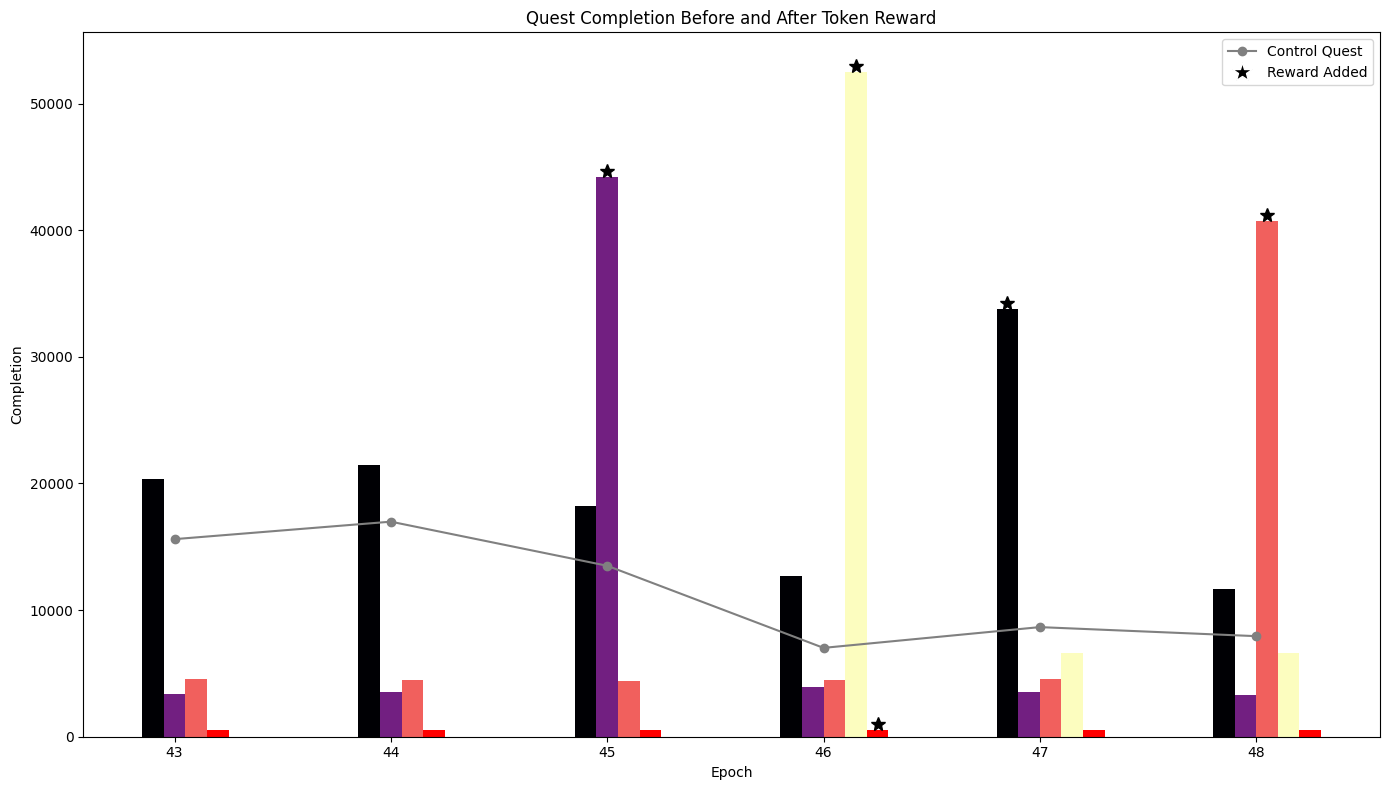 Quest Completion Before and After Token Reward
Control Quest
Reward Added
Completion
50000
40000
30000
20000
10000
0
43 44 45 46 47 48
Epoch